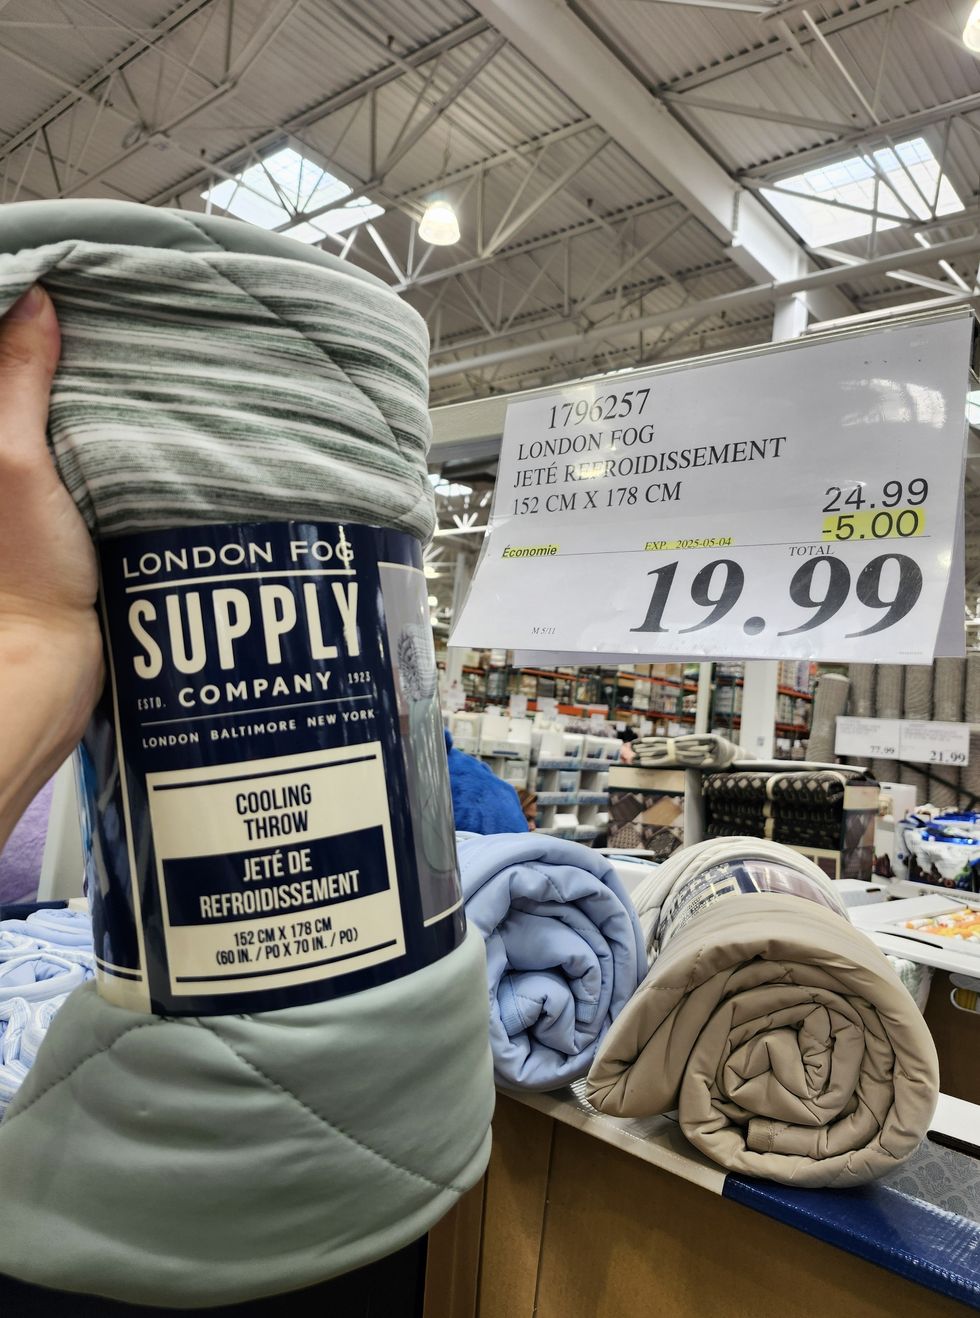 LONDON FOG
SUPPLY
ESTD. COMPANY 1923
LONDON BALTIMORE NEW YORK
COOLING
THROW
JETÉ DE
REFROIDISSEMENT
152 CM X 178 CM
(60 IN. / PO X 70 IN. / PO)
1796257
LONDON FOG
JETÉ REFROIDISSEMENT
152 CM X 178 CM
24.99
-5.00
Économie EXP. 2025-05-04 TOTAL
19.99
M 5/11
77.99
21.99